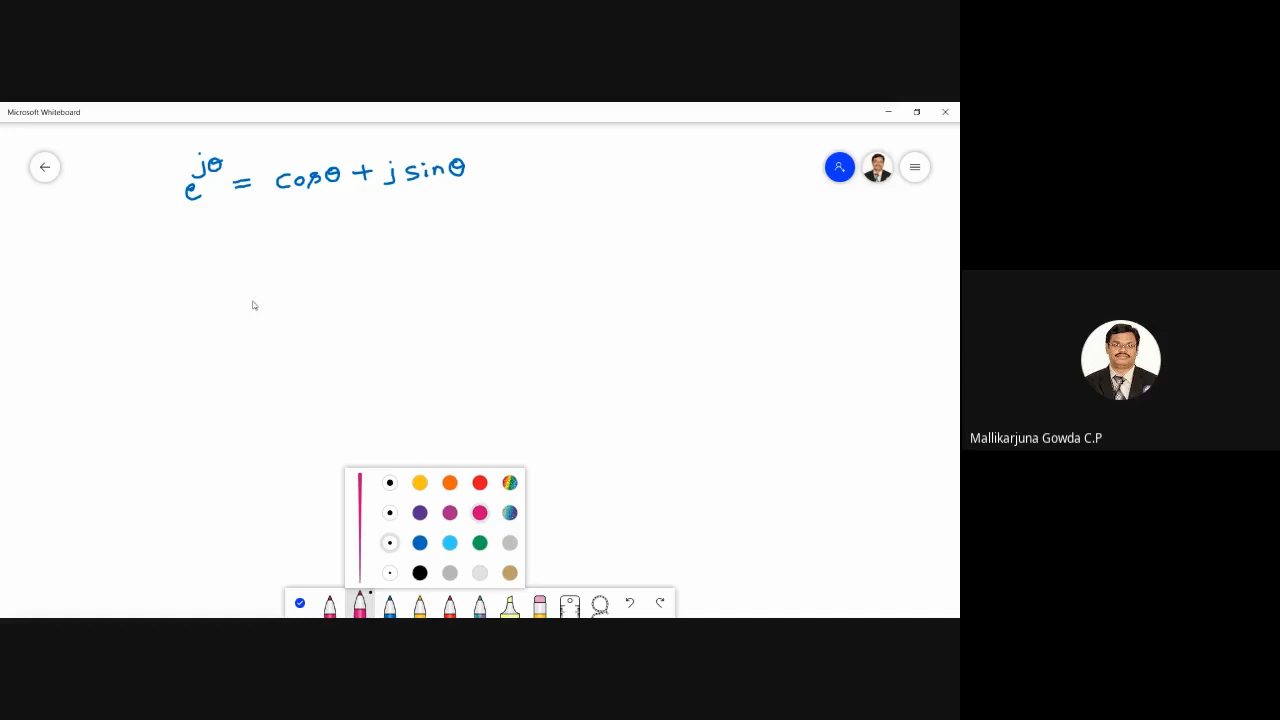 Microsoft Whiteboard
e^jθ = cosθ + j sinθ
Mallikarjuna Gowda C.P